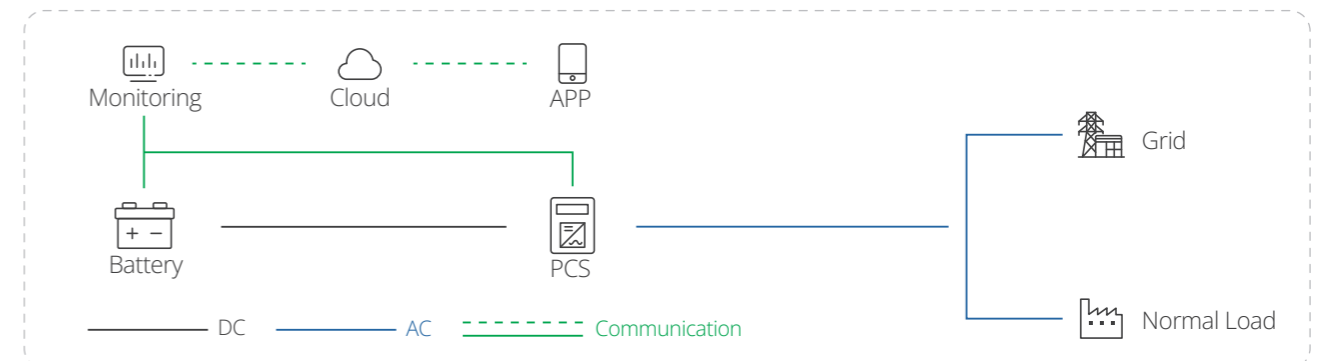 Monitoring
Cloud
APP
Grid
Battery
PCS
DC
AC
Communication
Normal Load